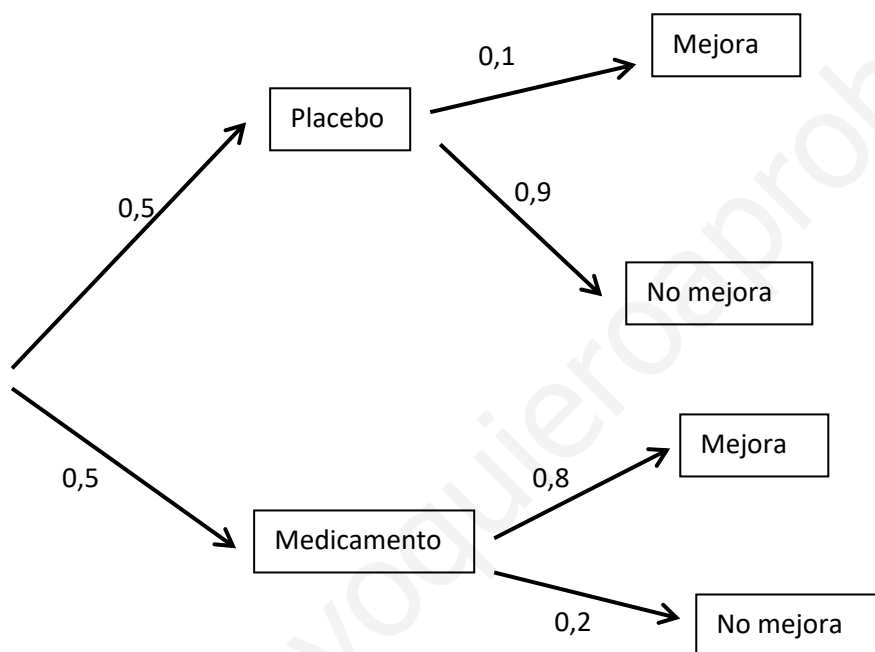 Mejora
0,1
Placebo
0,9
0,5
No mejora
Mejora
0,5
0,8
Medicamento
0,2
No mejora
yoquieroaprob